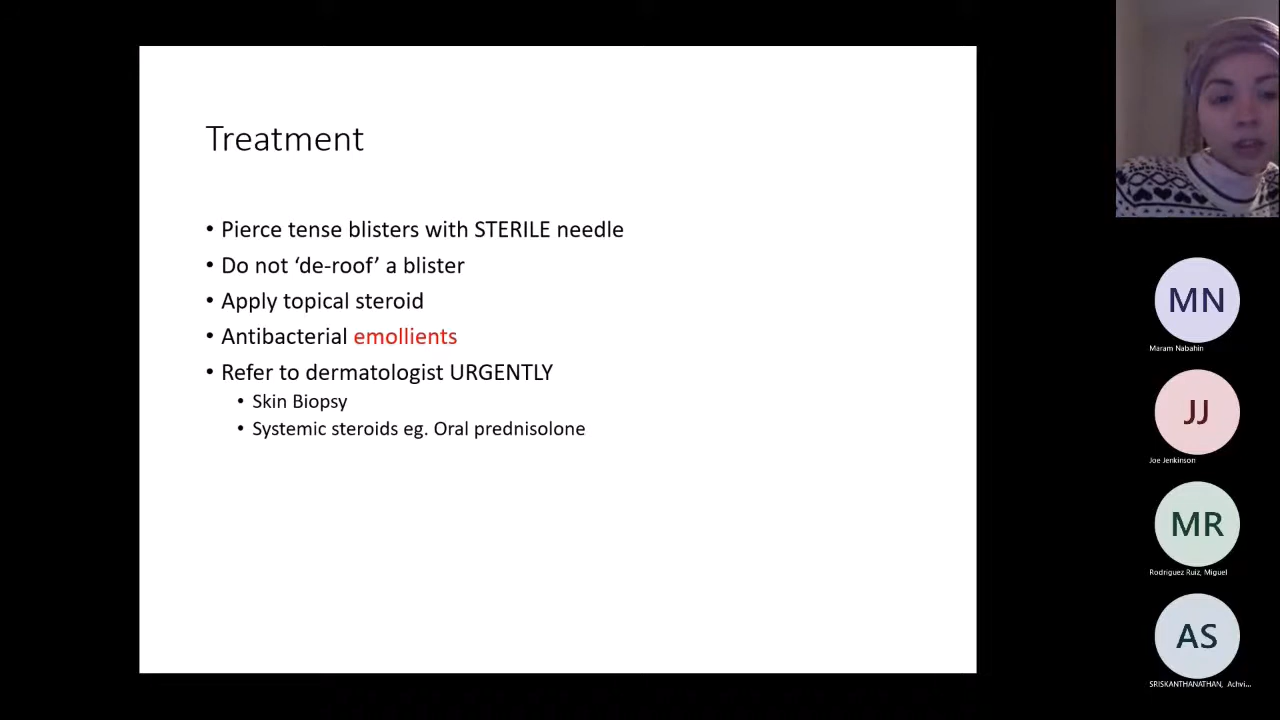 Treatment
• Pierce tense blisters with STERILE needle
• Do not ‘de-roof’ a blister
• Apply topical steroid
• Antibacterial emollients
• Refer to dermatologist URGENTLY
• Skin Biopsy
• Systemic steroids eg. Oral prednisolone
MN
Maram Nabahin
JJ
Joe Jenkinson
MR
Rodriguez Ruiz, Miguel
AS
SRISKANTHANATHAN, Achvi...